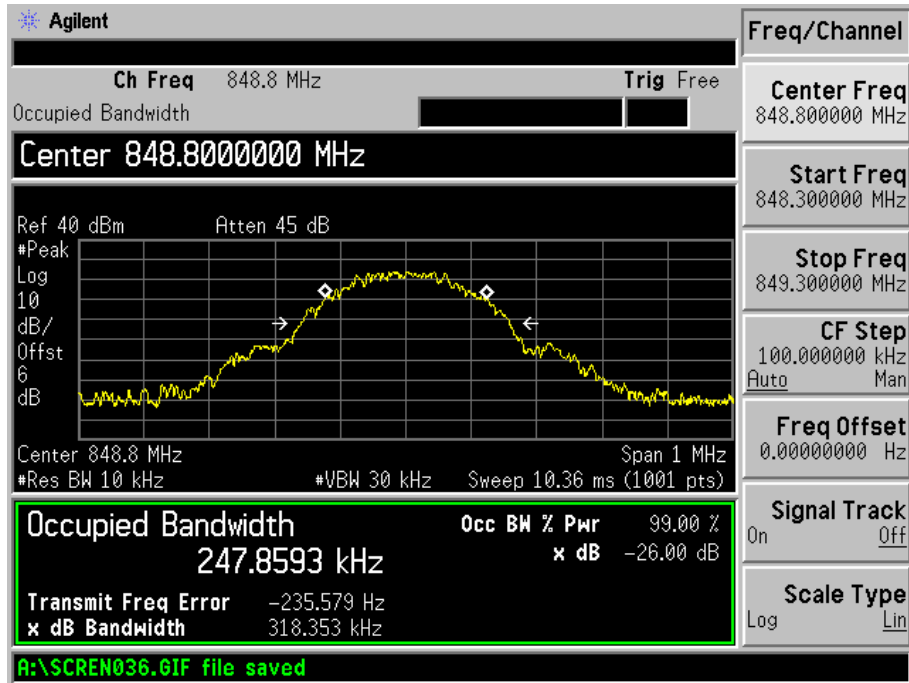 Agilent
Freq/Channel
Ch Freq 848.8 MHz Trig Free
Occupied Bandwidth
Center 848.8000000 MHz
Ref 40 dBm Atten 45 dB
#Peak
Log
10
dB/
Offst
6
dB
Center 848.8 MHz Span 1 MHz
#Res BW 10 kHz #VBW 30 kHz Sweep 10.36 ms (1001 pts)
Occupied Bandwidth Occ BW % Pwr 99.00 %
247.8593 kHz x dB -26.00 dB
Transmit Freq Error -235.579 Hz
x dB Bandwidth 318.353 kHz
A:\SCREN036.GIF file saved
Center Freq
848.800000 MHz
Start Freq
848.300000 MHz
Stop Freq
849.300000 MHz
CF Step
100.000000 kHz
Auto Man
Freq Offset
0.00000000 Hz
Signal Track
On Off
Scale Type
Log Lin